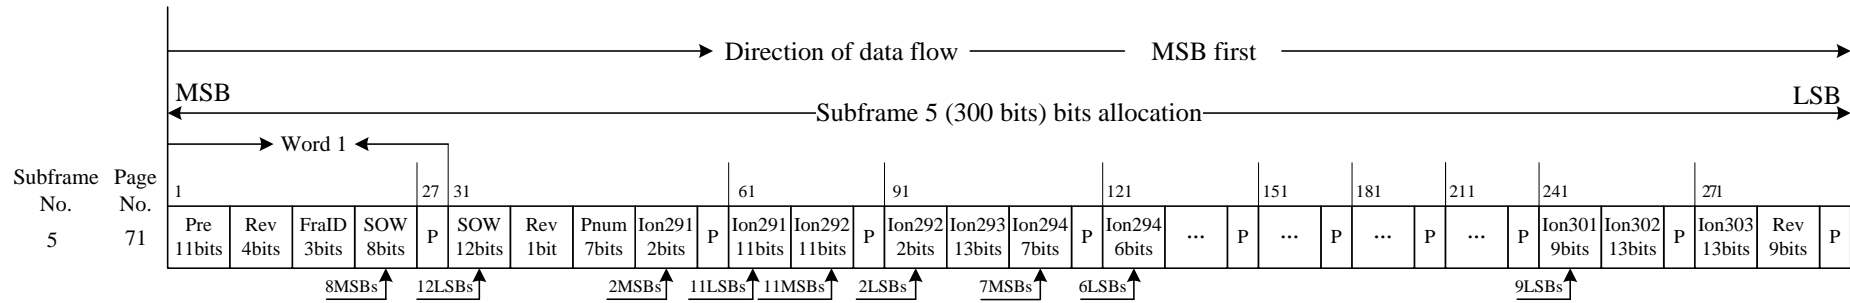 Direction of data flow MSB first
MSB LSB
Subframe 5 (300 bits) bits allocation
Word 1
Subframe No. Page No.
1 27 31 61 91 121 151 181 211 241 271
5 71
Pre 11bits
Rev 4bits
FraID 3bits
SOW 8bits
P
SOW 12bits
Rev 1bit
Pnum 7bits
Ion291 2bits
P
Ion291 11bits
Ion292 11bits
P
Ion292 2bits
Ion293 13bits
Ion294 7bits
P
Ion294 6bits
...
P
...
P
...
P
...
P
Ion301 9bits
Ion302 13bits
P
Ion303 13bits
Rev 9bits
P
8MSBs 12LSBs 2MSBs 11LSBs 11MSBs 2LSBs 7MSBs 6LSBs 9LSBs